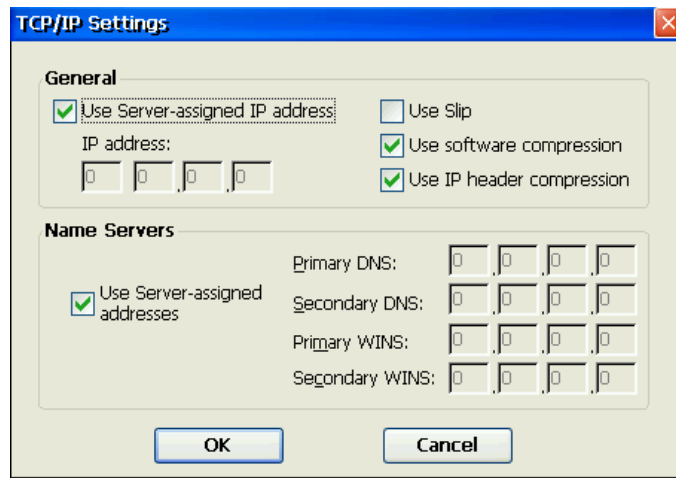 TCP/IP Settings
General
Use Server-assigned IP address
Use Slip
IP address:
Use software compression
0 0 .0 .0
Use IP header compression
Name Servers
Primary DNS: 0 .0 .0 .0
Use Server-assigned
addresses
Secondary DNS: 0 .0 .0 .0
Primary WINS: 0 .0 .0 .0
Secondary WINS: 0 .0 .0 .0
OK
Cancel